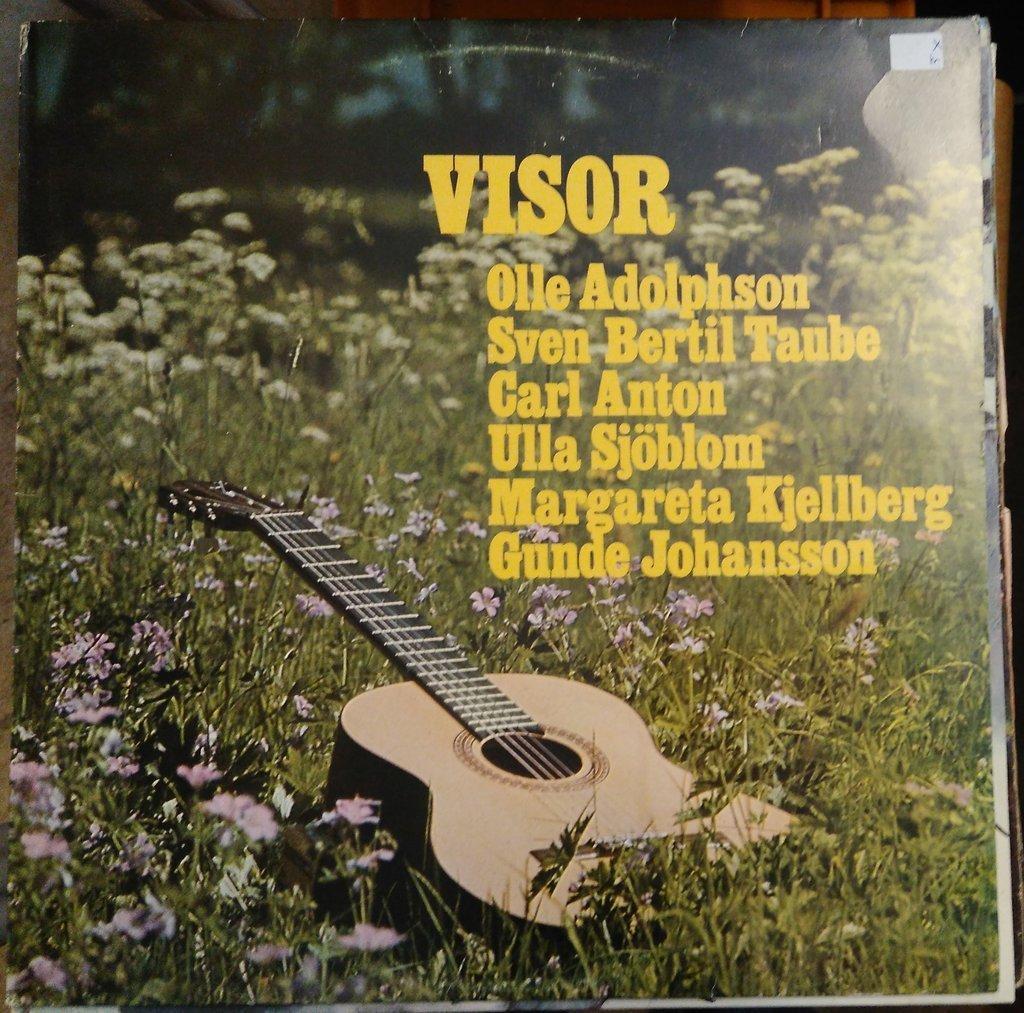 VISOR
Olle Adolphson
Sven Bertil Taube
Carl Anton
Ulla Sjöblom
Margareta Kjellberg
Gunde Johansson